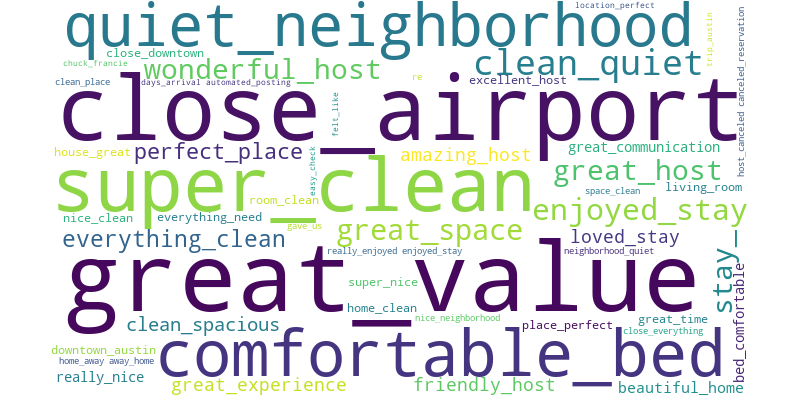 quiet_neighborhood
location_perfect
trip_austin
host_canceled canceled_reservation
close_downtown
chuck_francie
wonderful_host
clean_quiet
clean_place
days_arrival automated_posting
re
excellent_host
close_airport
felt_like
house_great
perfect_place
easy_check
amazing_host
great_communication
super_clean
great_host
room_clean
space_clean
living_room
nice_clean
everything_need
gave_us
enjoyed_stay
everything_clean
great_space
loved_stay
stay_
really_enjoyed enjoyed_stay
neighborhood_quiet
great_value
super_nice
bed_comfortable
home_clean
clean_spacious
nice_neighborhood
place_perfect
great_time
close_everything
downtown_austin
comfortable_bed
home_away away_home
really_nice
great_experience
friendly_host
beautiful_home